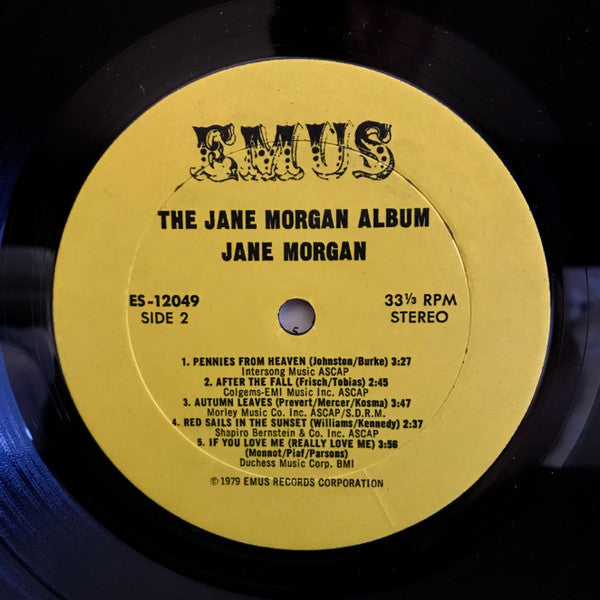 EMUS
THE JANE MORGAN ALBUM
JANE MORGAN
ES-12049
SIDE 2
33⅓ RPM
STEREO
1. PENNIES FROM HEAVEN (Johnston/Burke) 3:27
Intersong Music ASCAP
2. AFTER THE FALL (Frisch/Tobias) 2:45
Colgems-EMI Music Inc. ASCAP
3. AUTUMN LEAVES (Prevert/Mercer/Kosma) 3:47
Morley Music Co. Inc. ASCAP/S.D.R.M.
4. RED SAILS IN THE SUNSET (Williams/Kennedy) 2:37
Shapiro Bernstein & Co. Inc. ASCAP
5. IF YOU LOVE ME (REALLY LOVE ME) 3:56
(Monnot/Piaf/Parsons)
Duchess Music Corp. BMI
© 1979 EMUS RECORDS CORPORATION